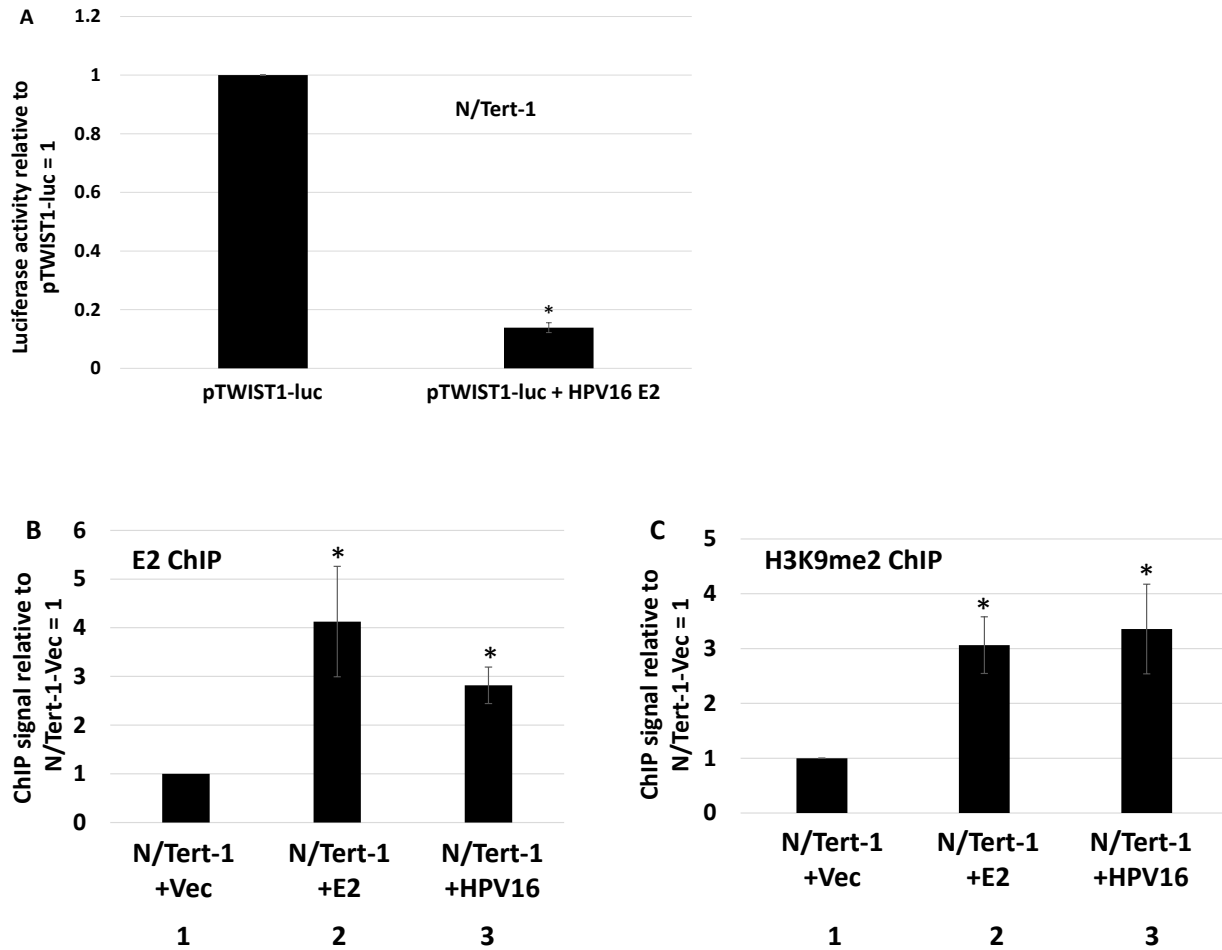 A
Luciferase activity relative to
pTWIST1-luc = 1
1.2
1
0.8
0.6
0.4
0.2
0
N/Tert-1
*
pTWIST1-luc
pTWIST1-luc + HPV16 E2
B
ChIP signal relative to
N/Tert-1-Vec = 1
6
5
4
3
2
1
0
E2 ChIP
*
*
N/Tert-1 N/Tert-1 N/Tert-1
+Vec +E2 +HPV16
1 2 3
C
ChIP signal relative to
N/Tert-1-Vec = 1
5
4
3
2
1
0
H3K9me2 ChIP
*
*
N/Tert-1 N/Tert-1 N/Tert-1
+Vec +E2 +HPV16
1 2 3